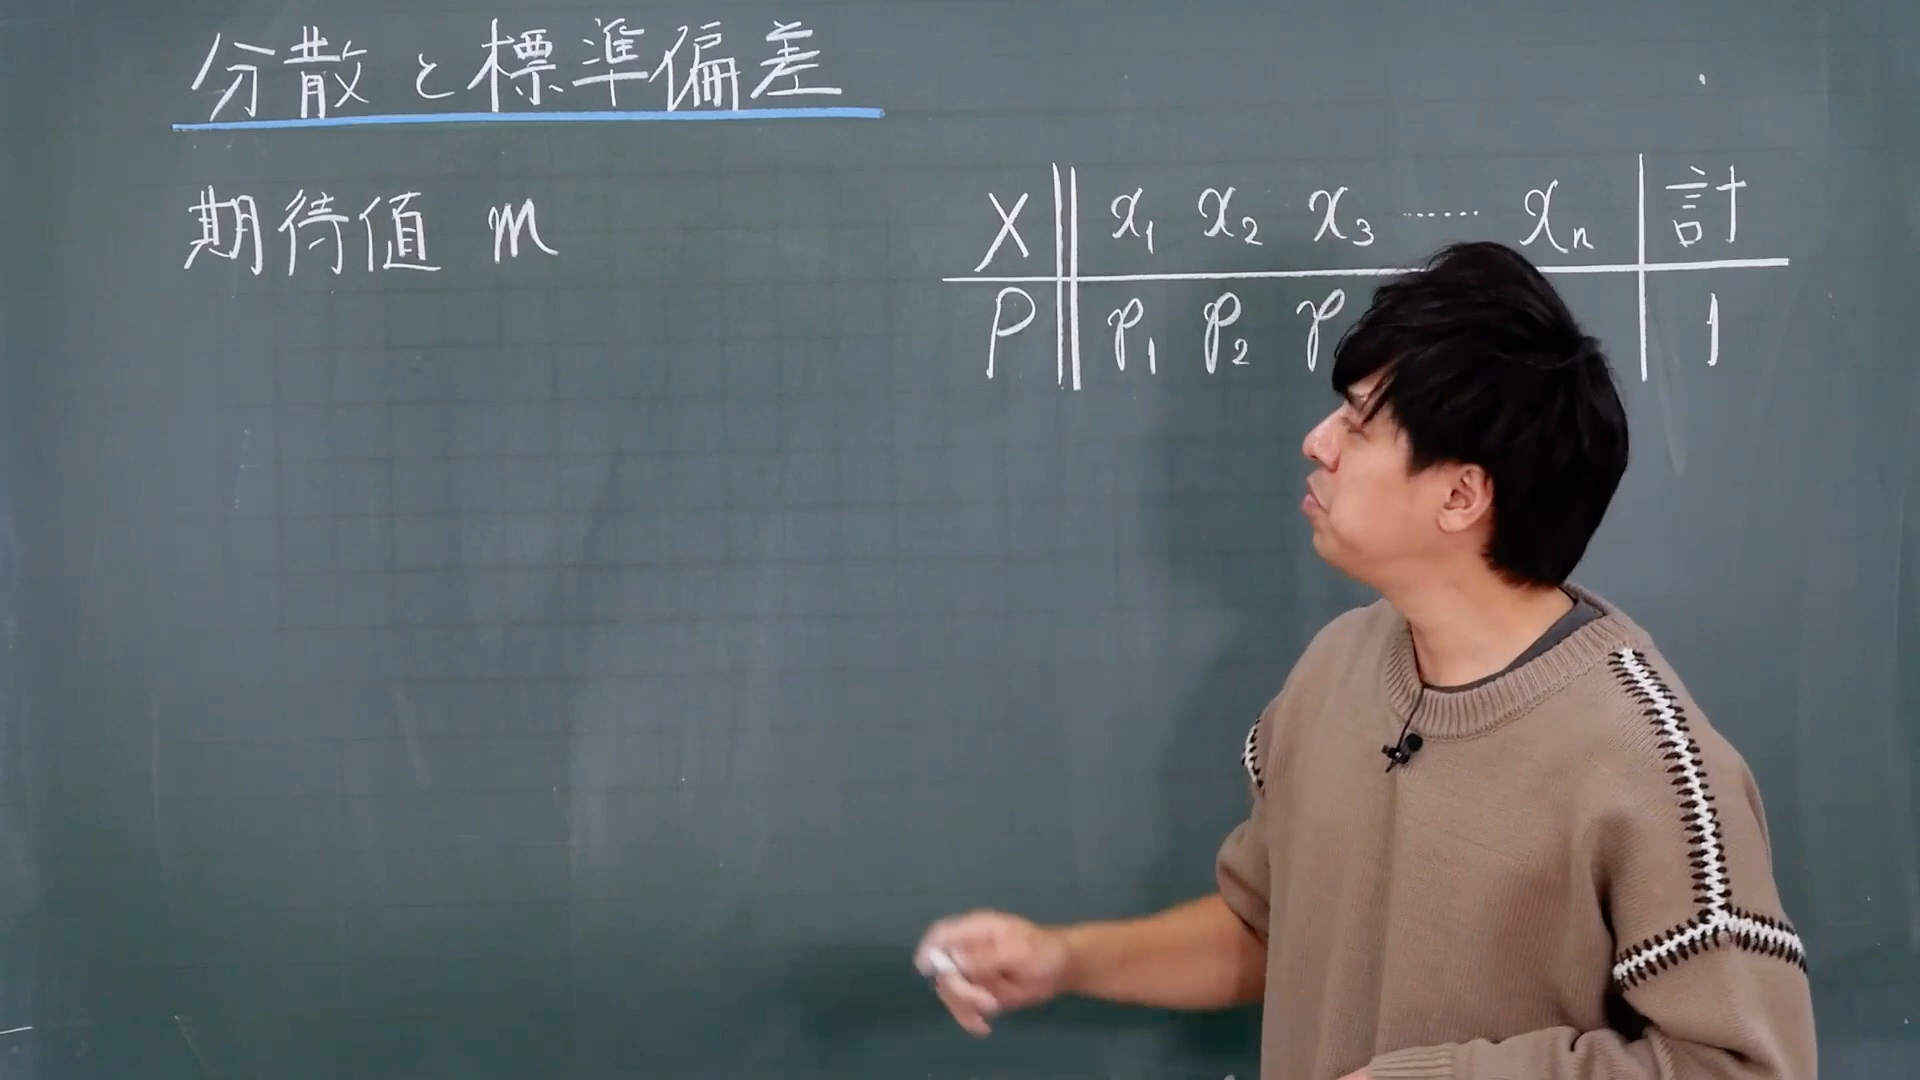 分散と標準偏差
期待値 m
X x₁ x₂ x₃ …… xₙ 計
P p₁ p₂ p 1